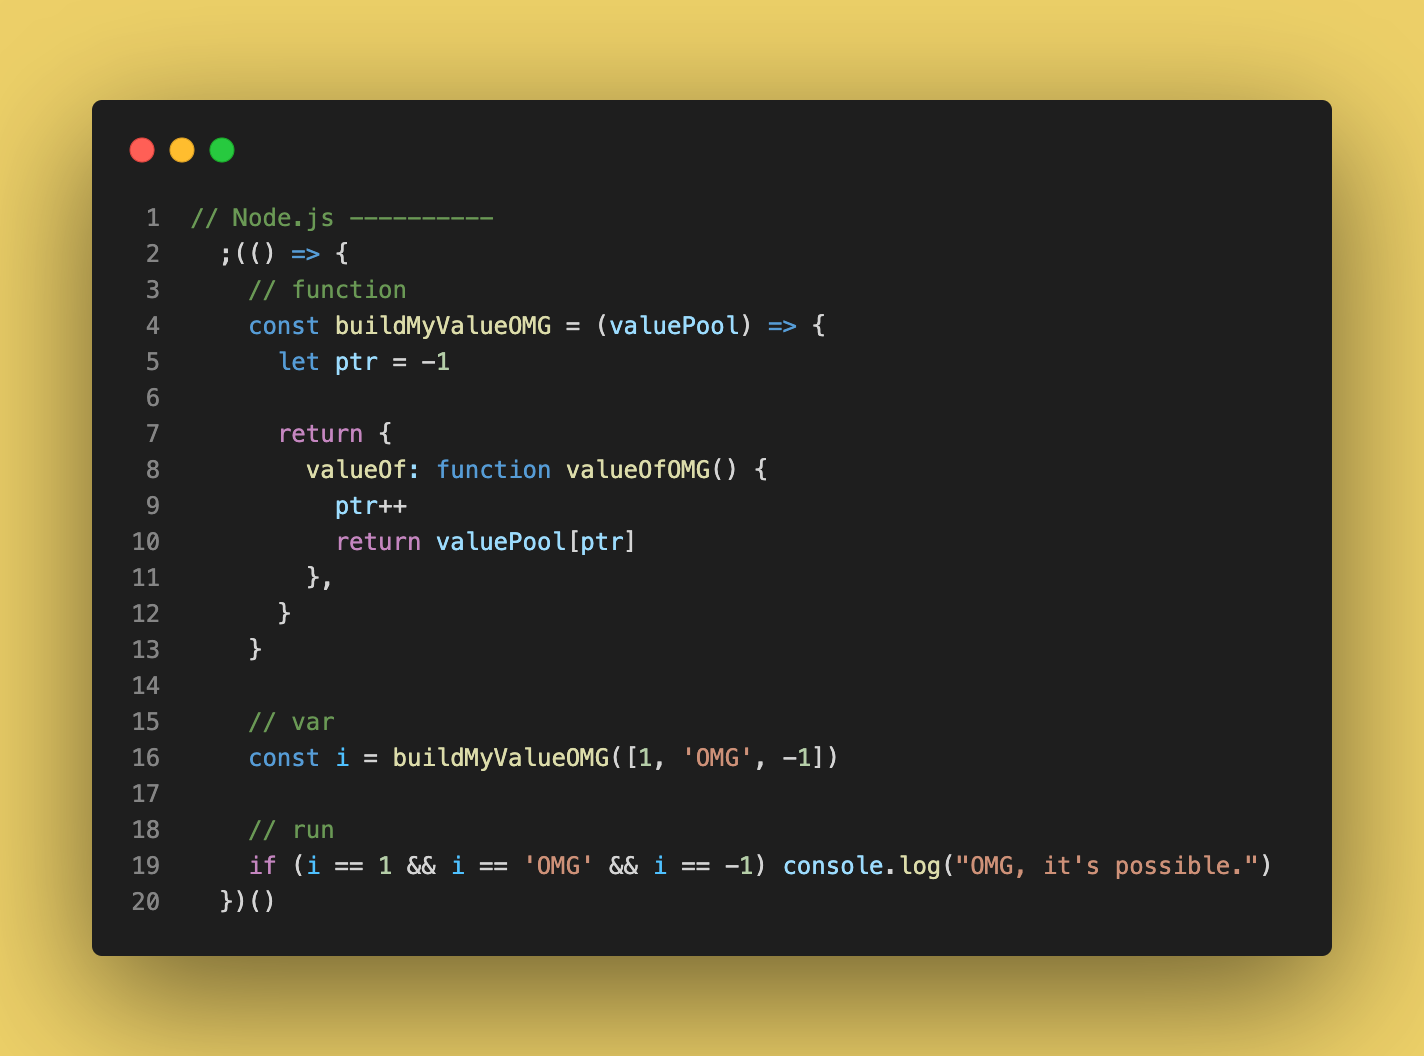 1 // Node.js ----------
2 ;(() => {
3 // function
4 const buildMyValueOMG = (valuePool) => {
5 let ptr = -1
6
7 return {
8 valueOf: function valueOfOMG() {
9 ptr++
10 return valuePool[ptr]
11 },
12 }
13 }
14
15 // var
16 const i = buildMyValueOMG([1, 'OMG', -1])
17
18 // run
19 if (i == 1 && i == 'OMG' && i == -1) console.log("OMG, it's possible.")
20 })()